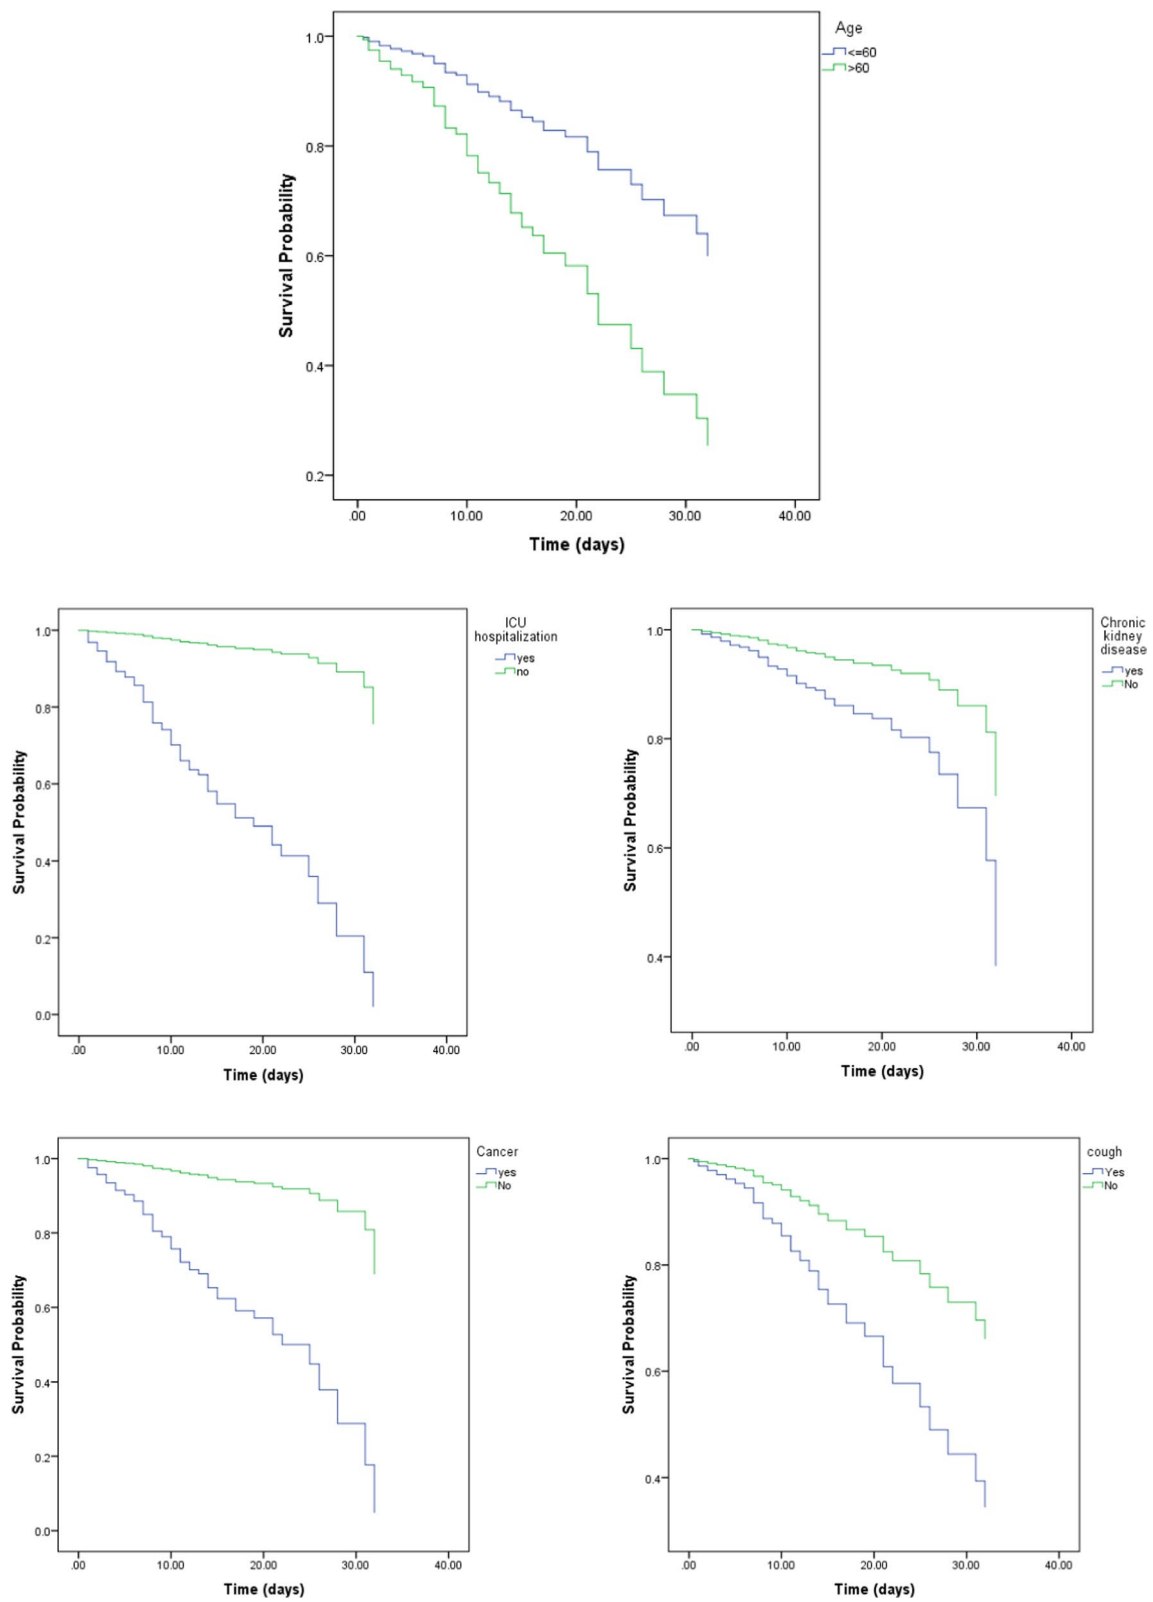 Age
<=60
>60
1.0
0.8
0.6
0.4
0.2
Survival Probability
.00 10.00 20.00 30.00 40.00
Time (days)
ICU
hospitalization
yes
no
1.0
0.8
0.6
0.4
0.2
0.0
Survival Probability
.00 10.00 20.00 30.00 40.00
Time (days)
Chronic
kidney
disease
yes
No
1.0
0.8
0.6
0.4
Survival Probability
.00 10.00 20.00 30.00 40.00
Time (days)
Cancer
yes
No
1.0
0.8
0.6
0.4
0.2
0.0
Survival Probability
.00 10.00 20.00 30.00 40.00
Time (days)
cough
Yes
No
1.0
0.8
0.6
0.4
Survival Probability
.00 10.00 20.00 30.00 40.00
Time (days)